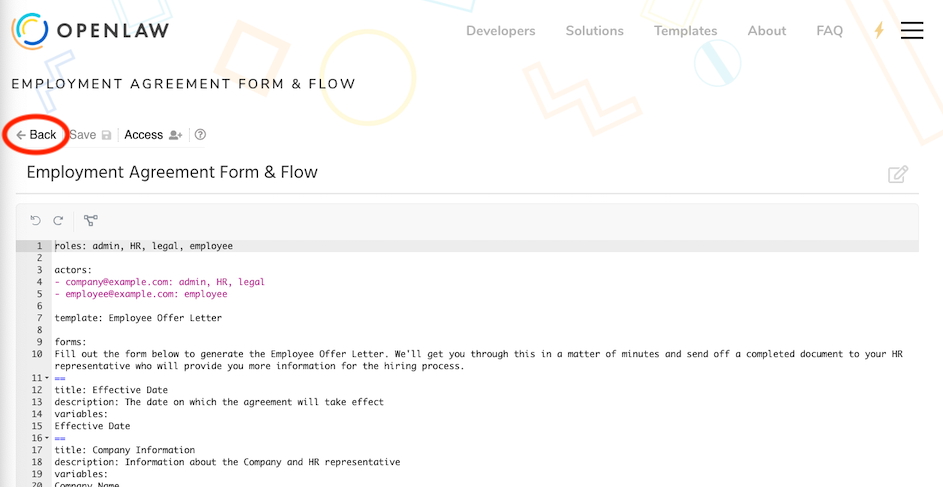 OPENLAW
Developers Solutions Templates About FAQ
EMPLOYMENT AGREEMENT FORM & FLOW
Back Save Access
Employment Agreement Form & Flow
1 roles: admin, HR, legal, employee
2
3 actors:
4 - company@example.com: admin, HR, legal
5 - employee@example.com: employee
6
7 template: Employee Offer Letter
8
9 forms:
10 Fill out the form below to generate the Employee Offer Letter. We'll get you through this in a matter of minutes and send off a completed document to your HR
representative who will provide you more information for the hiring process.
11 ==
12 title: Effective Date
13 description: The date on which the agreement will take effect
14 variables:
15 Effective Date
16 ==
17 title: Company Information
18 description: Information about the Company and HR representative
19 variables:
20 Company Name